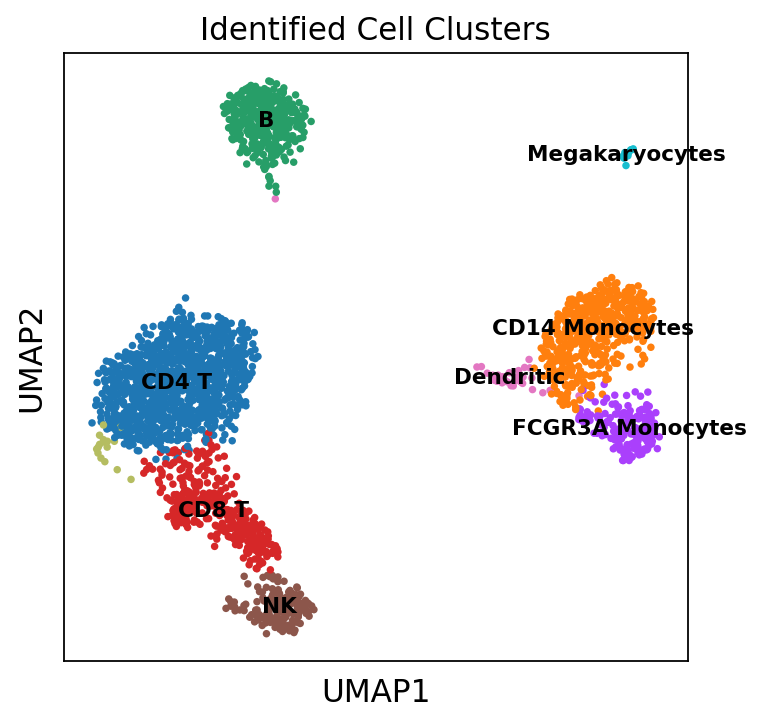 Identified Cell Clusters
B
Megakaryocytes
CD14 Monocytes
Dendritic
CD4 T
FCGR3A Monocytes
CD8 T
NK
UMAP2
UMAP1